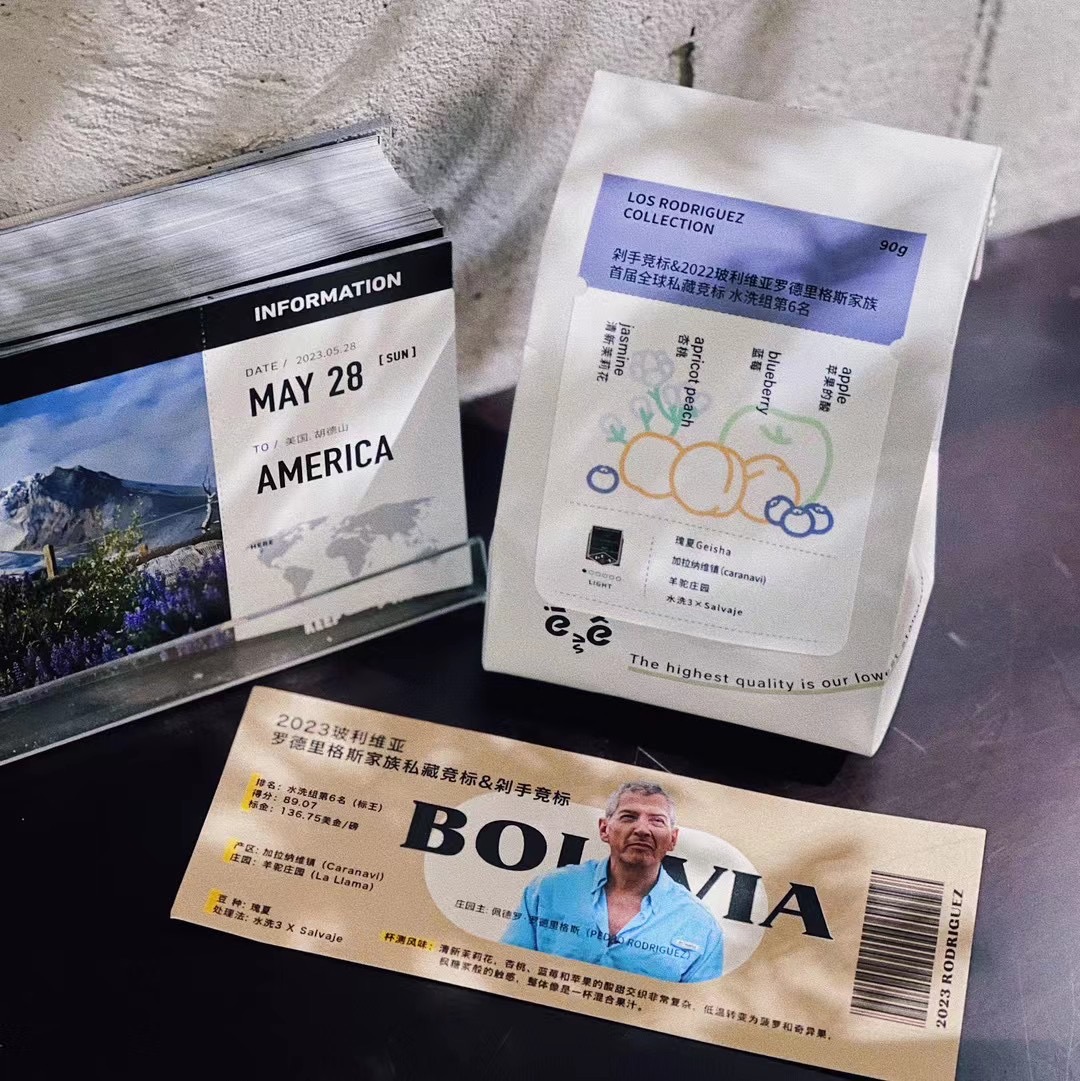 INFORMATION
DATE / 2023.05.28
MAY 28 [SUN]
TO / 美国.胡德山
AMERICA
HERE
LOS RODRIGUEZ
COLLECTION
90g
剁手竞标&2022玻利维亚罗德里格斯家族
首届全球私藏竞标 水洗组第6名
jasmine
清新茉莉花
apricot peach
杏桃
blueberry
蓝莓
apple
苹果的酸
LIGHT
瑰夏Geisha
加拉纳维镇(caranavi)
羊驼庄园
水洗3×Salvaje
The highest quality is our lowest
2023玻利维亚
罗德里格斯家族私藏竞标&剁手竞标
排名：水洗组第6名（标王）
得分：89.07
标金：136.75美金/磅
产区：加拉纳维镇（Caranavi）
庄园：羊驼庄园（La Llama）
豆 种：瑰夏
处理法：水洗3 X Salvaje
BOLIVIA
庄园主：佩德罗·罗德里格斯（PEDRO RODRIGUEZ）
杯测风味：清新茉莉花、杏桃、蓝莓和苹果的酸甜交织非常复杂，低温转变为菠萝和奇异果，
枫糖浆般的触感，整体像是一杯混合果汁。
2023 RODRIGUEZ